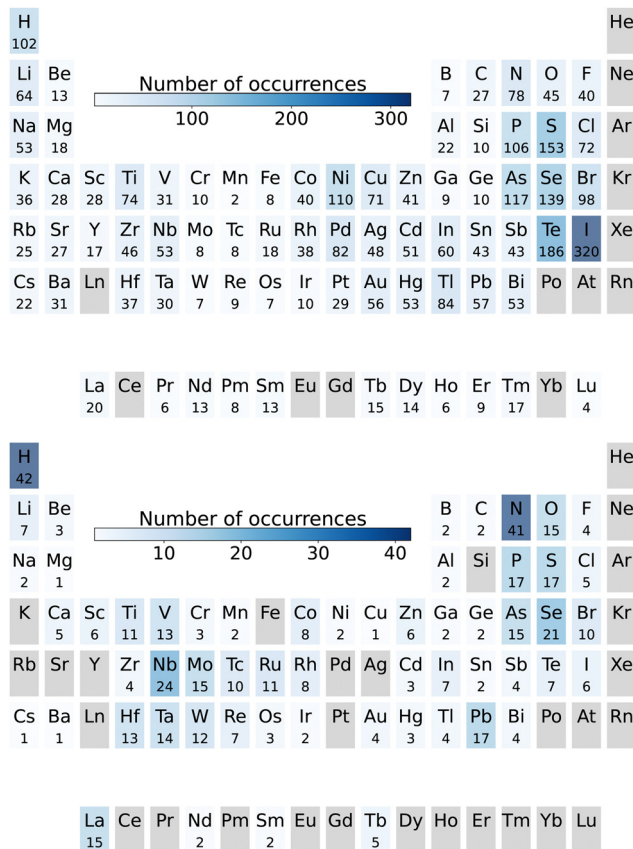 H He
102
Li Be Number of occurrences B C N O F Ne
64 13 7 27 78 45 40
100 200 300
Na Mg Al Si P S Cl Ar
53 18 22 10 106 153 72
K Ca Sc Ti V Cr Mn Fe Co Ni Cu Zn Ga Ge As Se Br Kr
36 28 28 74 31 10 2 8 40 110 71 41 9 10 117 139 98
Rb Sr Y Zr Nb Mo Tc Ru Rh Pd Ag Cd In Sn Sb Te I Xe
25 27 17 46 53 8 8 18 38 82 48 51 60 43 43 186 320
Cs Ba Ln Hf Ta W Re Os Ir Pt Au Hg Tl Pb Bi Po At Rn
22 31 37 30 7 9 7 10 29 56 53 84 57 53
La Ce Pr Nd Pm Sm Eu Gd Tb Dy Ho Er Tm Yb Lu
20 6 13 8 13 15 14 6 9 17 4
H He
42
Li Be Number of occurrences B C N O F Ne
7 3 2 2 41 15 4
10 20 30 40
Na Mg Al Si P S Cl Ar
2 1 2 17 17 5
K Ca Sc Ti V Cr Mn Fe Co Ni Cu Zn Ga Ge As Se Br Kr
5 6 11 13 3 2 8 2 1 6 2 2 15 21 10
Rb Sr Y Zr Nb Mo Tc Ru Rh Pd Ag Cd In Sn Sb Te I Xe
4 24 15 10 11 8 3 7 2 4 7 6
Cs Ba Ln Hf Ta W Re Os Ir Pt Au Hg Tl Pb Bi Po At Rn
1 1 13 14 12 7 3 2 4 3 4 17 4
La Ce Pr Nd Pm Sm Eu Gd Tb Dy Ho Er Tm Yb Lu
15 2 2 5